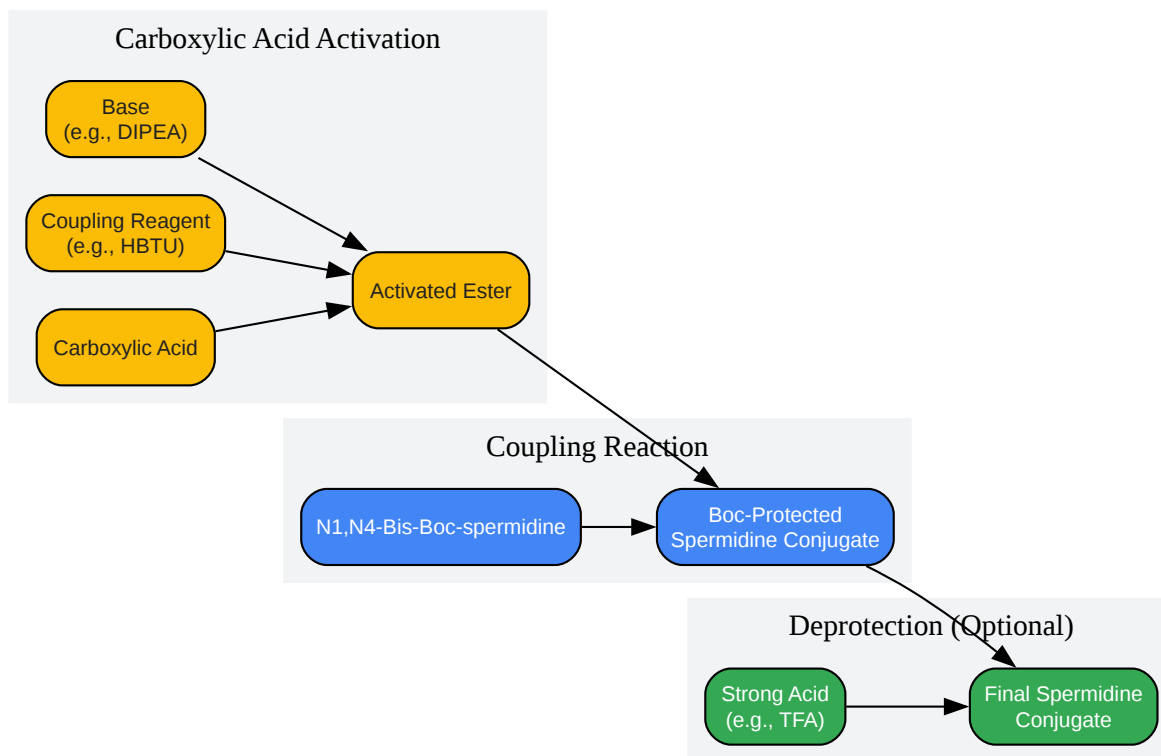 Carboxylic Acid Activation
Base
(e.g., DIPEA)
Coupling Reagent
(e.g., HBTU)
Activated Ester
Carboxylic Acid
Coupling Reaction
N1,N4-Bis-Boc-spermidine
Boc-Protected
Spermidine Conjugate
Deprotection (Optional)
Strong Acid
(e.g., TFA)
Final Spermidine
Conjugate